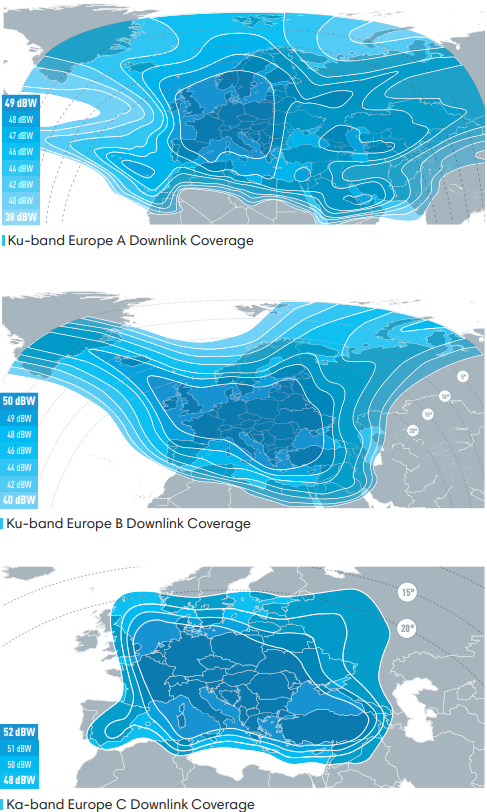 49 dBW
48 dBW
47 dBW
46 dBW
44 dBW
42 dBW
40 dBW
38 dBW
Ku-band Europe A Downlink Coverage
5°
10°
15°
20°
50 dBW
49 dBW
48 dBW
46 dBW
44 dBW
42 dBW
40 dBW
Ku-band Europe B Downlink Coverage
15°
20°
52 dBW
51 dBW
50 dBW
48 dBW
Ka-band Europe C Downlink Coverage